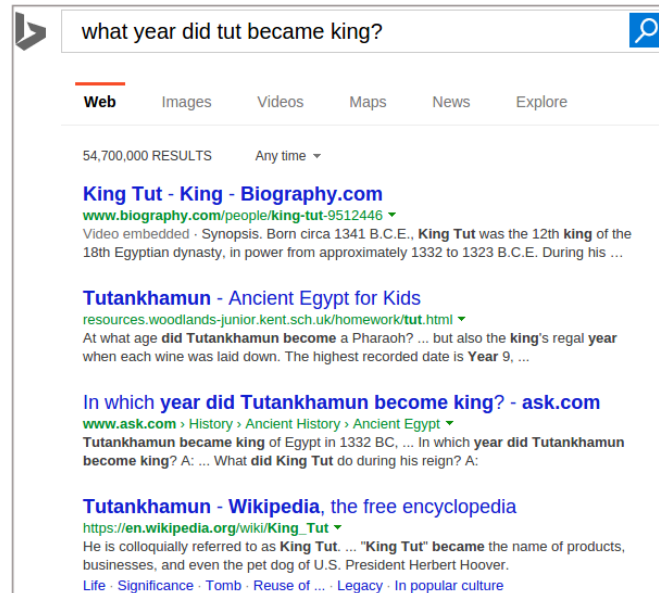 what year did tut became king?
Web Images Videos Maps News Explore
54,700,000 RESULTS Any time
King Tut - King - Biography.com
www.biography.com/people/king-tut-9512446
Video embedded · Synopsis. Born circa 1341 B.C.E., King Tut was the 12th king of the
18th Egyptian dynasty, in power from approximately 1332 to 1323 B.C.E. During his ...
Tutankhamun - Ancient Egypt for Kids
resources.woodlands-junior.kent.sch.uk/homework/tut.html
At what age did Tutankhamun become a Pharaoh? ... but also the king's regal year
when each wine was laid down. The highest recorded date is Year 9, ...
In which year did Tutankhamun become king? - ask.com
www.ask.com › History › Ancient History › Ancient Egypt
Tutankhamun became king of Egypt in 1332 BC, ... In which year did Tutankhamun
become king? A: ... What did King Tut do during his reign? A:
Tutankhamun - Wikipedia, the free encyclopedia
https://en.wikipedia.org/wiki/King_Tut
He is colloquially referred to as King Tut. ... "King Tut" became the name of products,
businesses, and even the pet dog of U.S. President Herbert Hoover.
Life · Significance · Tomb · Reuse of ... · Legacy · In popular culture